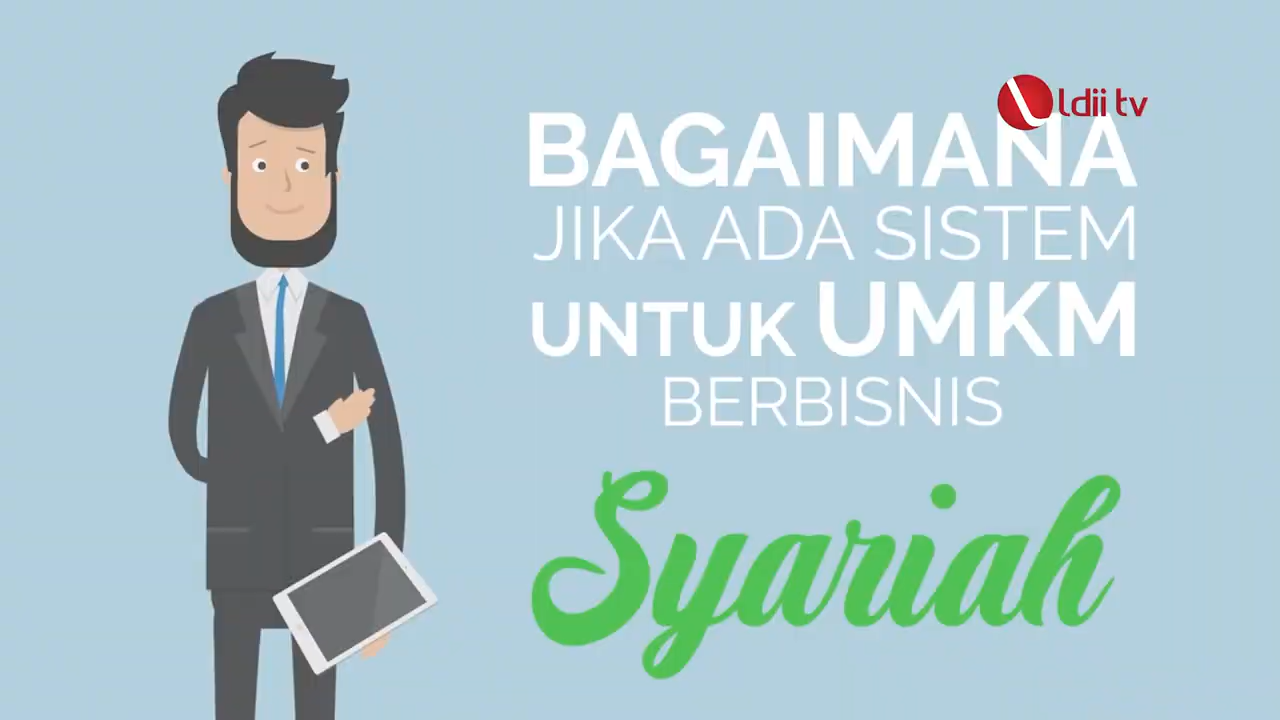 ldii tv
BAGAIMANA
JIKA ADA SISTEM
UNTUK UMKM
BERBISNIS
Syariah